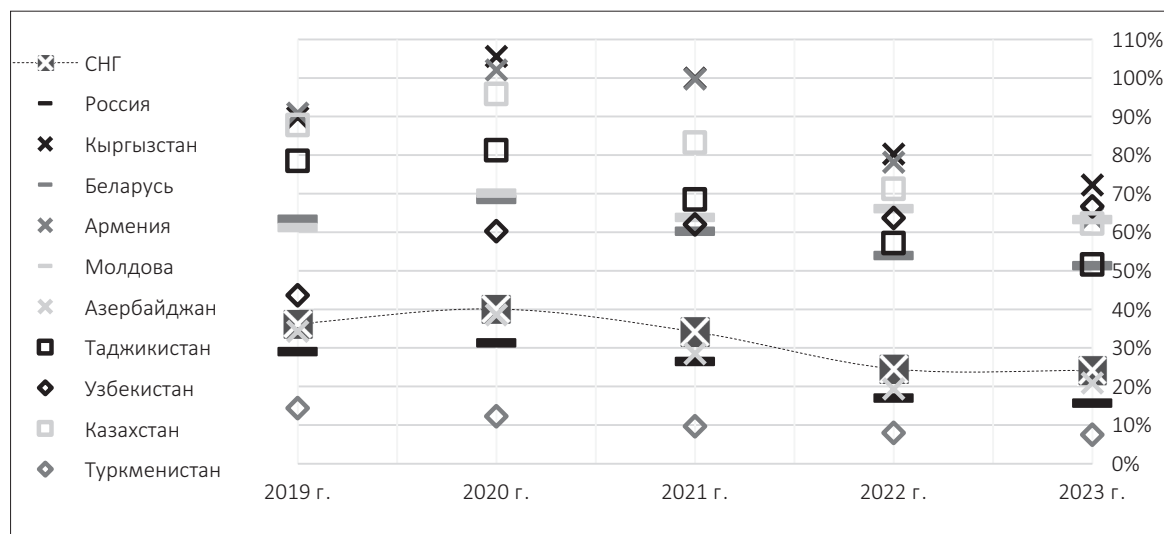 СНГ
Россия
Кыргызстан
Беларусь
Армения
Молдова
Азербайджан
Таджикистан
Узбекистан
Казахстан
Туркменистан
110%
100%
90%
80%
70%
60%
50%
40%
30%
20%
10%
0%
2019 г. 2020 г. 2021 г. 2022 г. 2023 г.